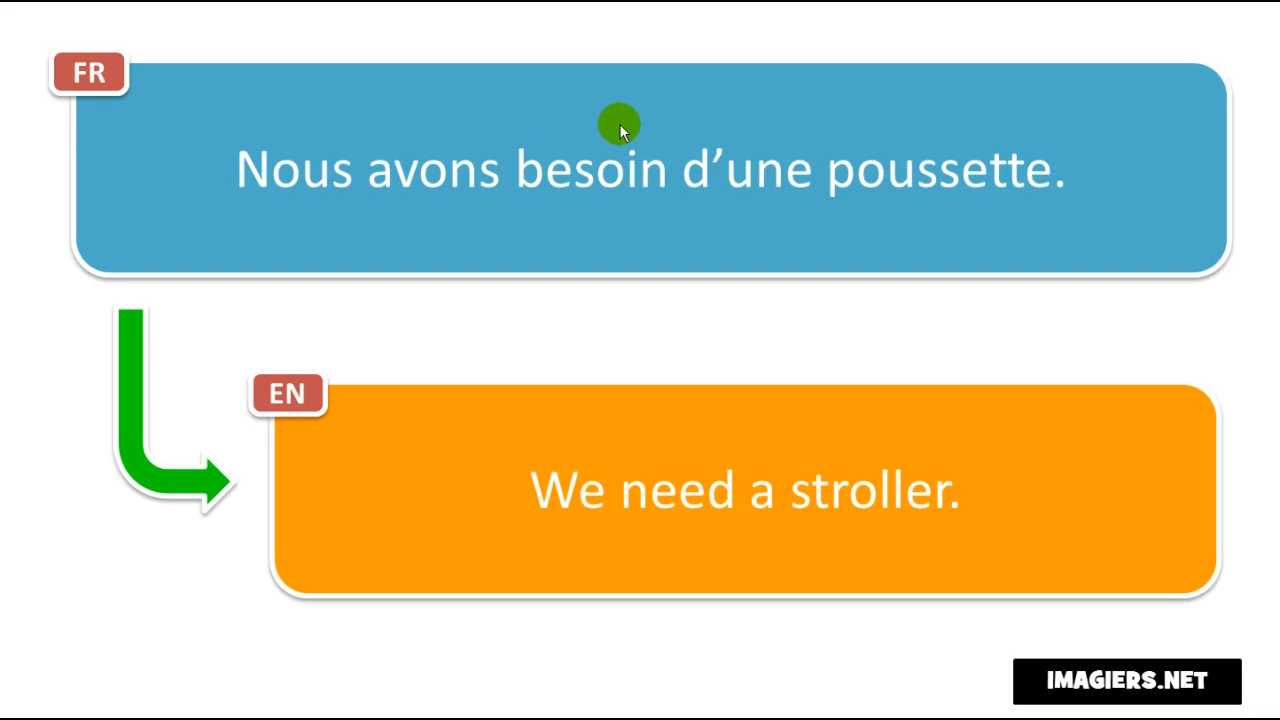 FR
Nous avons besoin d’une poussette.
EN
We need a stroller.
IMAGIERS.NET